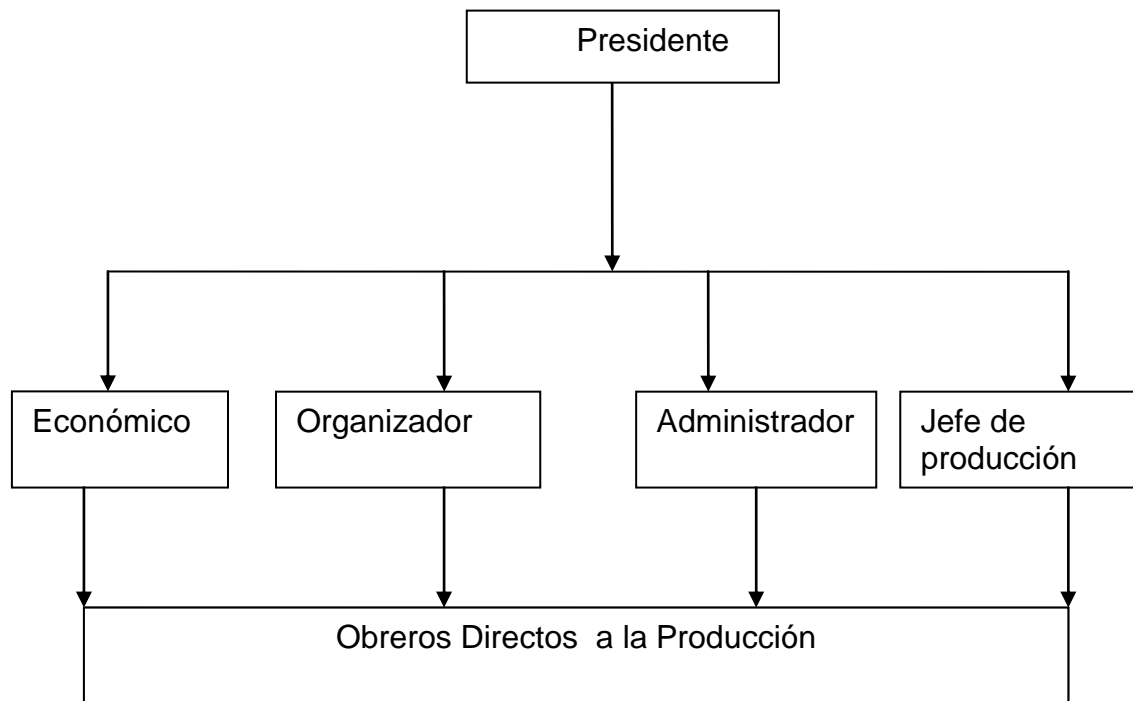 Presidente
Económico
Organizador
Administrador
Jefe de
producción
Obreros Directos a la Producción